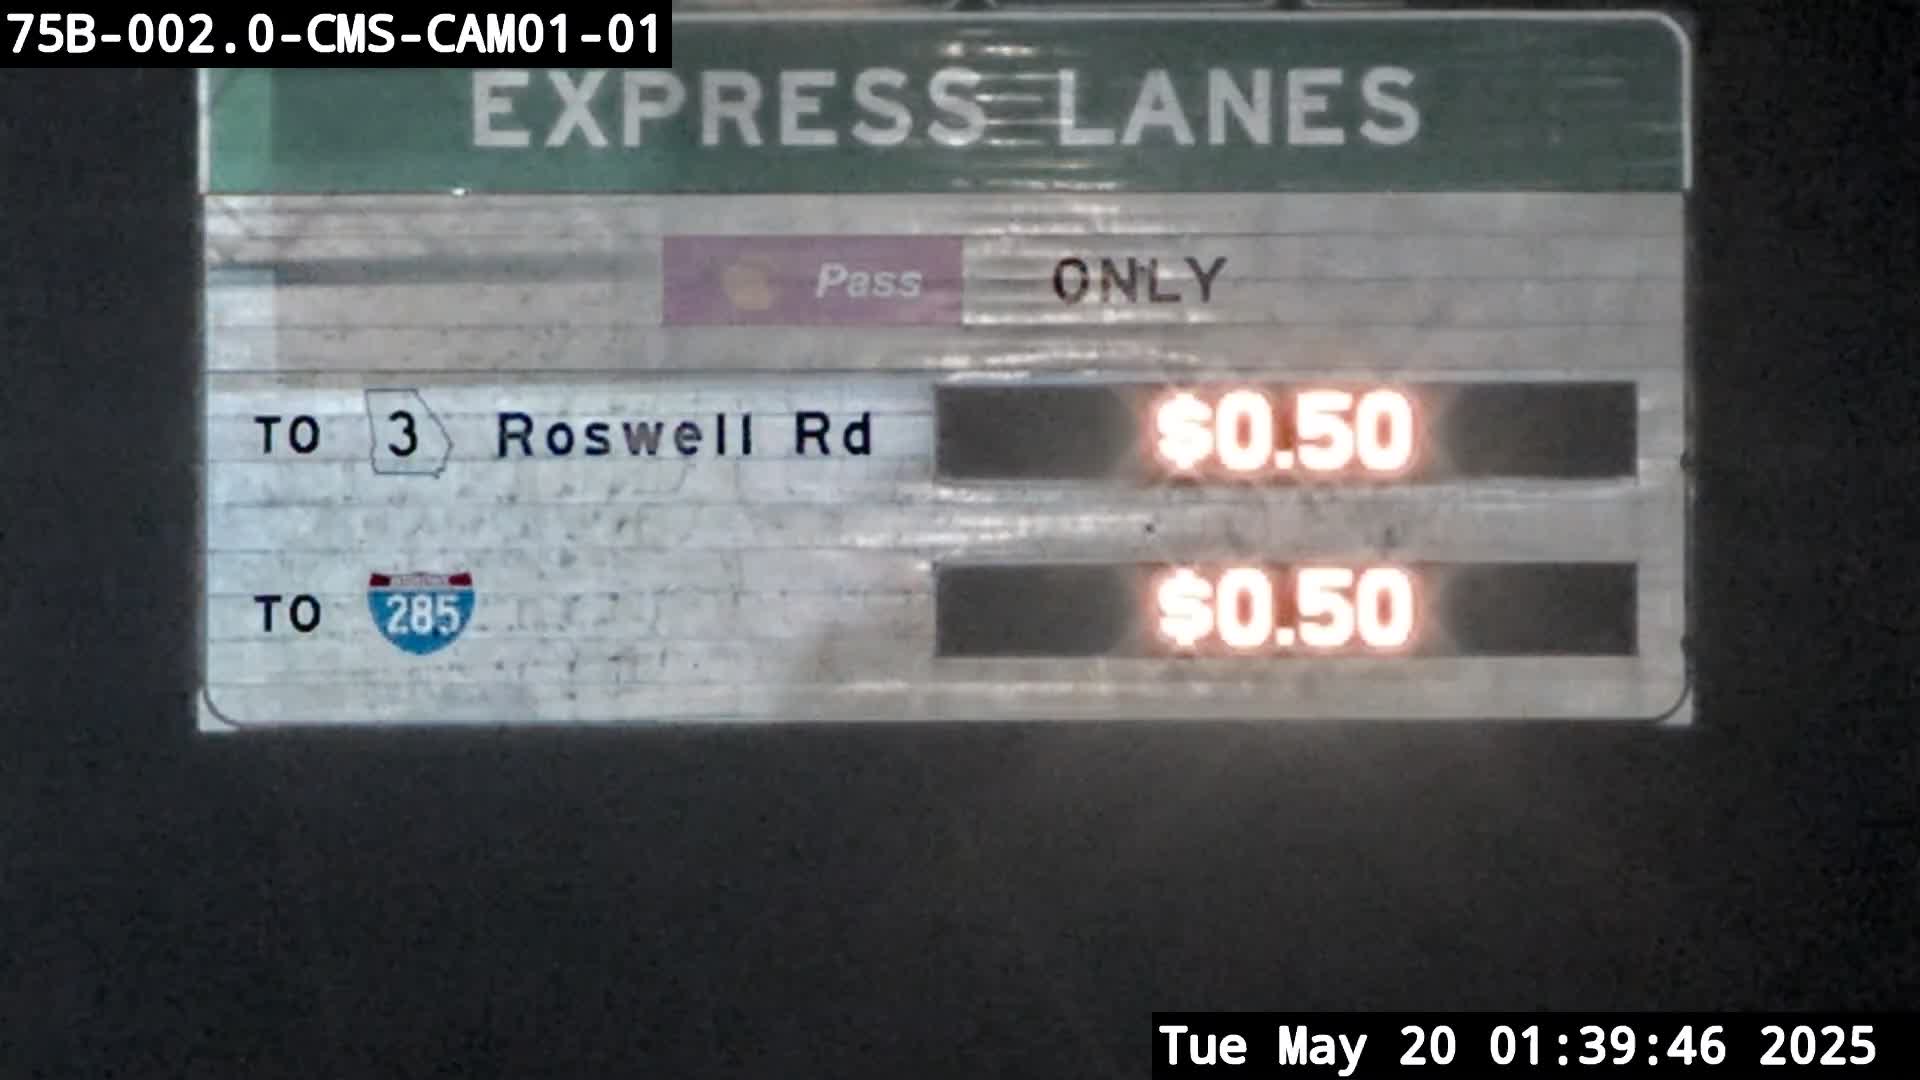 75B-002.0-CMS-CAM01-01
EXPRESS LANES
Pass ONLY
TO 3 Roswell Rd $0.50
TO 285 $0.50
Tue May 20 01:39:46 2025